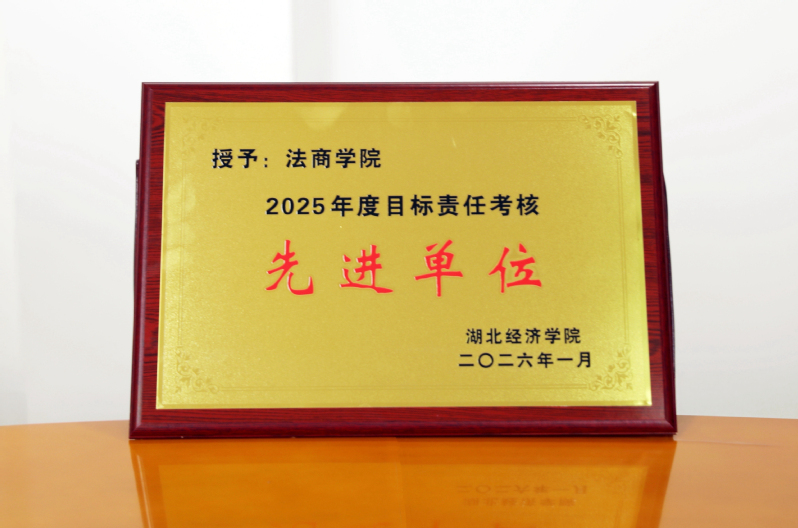 授予：法商学院
2025年度目标责任考核
先进单位
湖北经济学院
二〇二六年一月